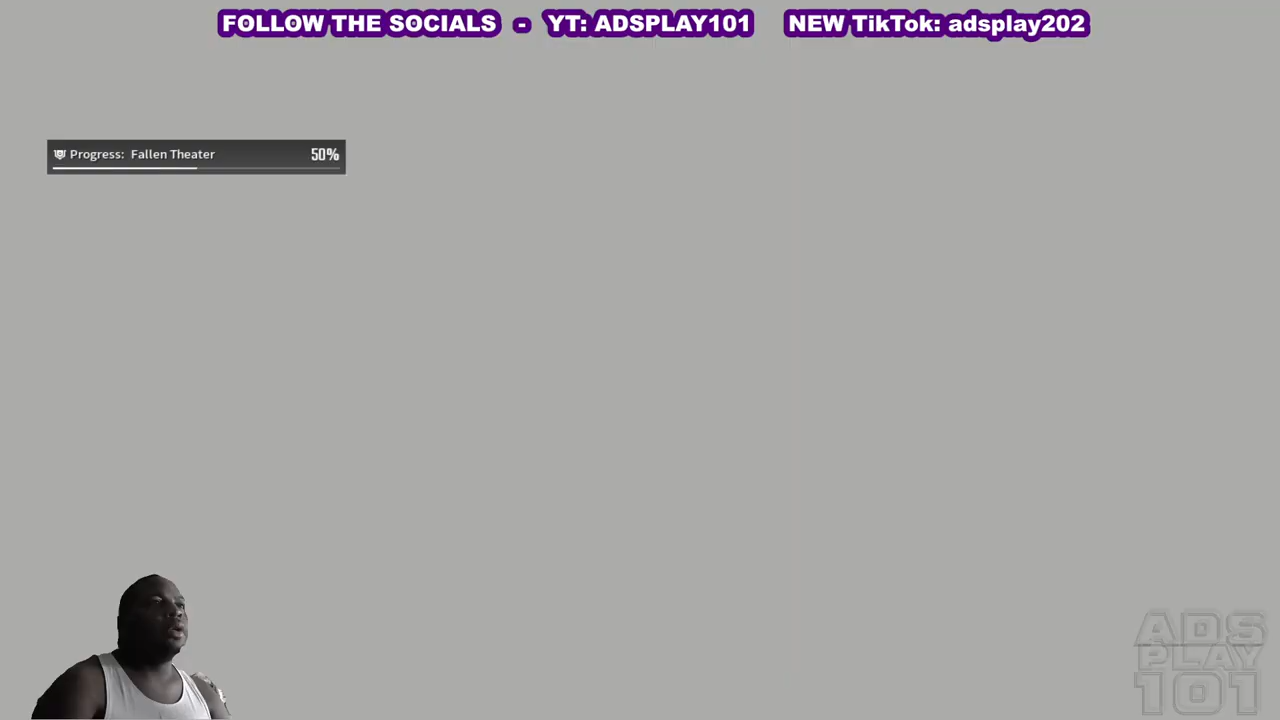 FOLLOW THE SOCIALS - YT: ADSPLAY101 NEW TikTok: adsplay202
Progress: Fallen Theater 50%
ADS
PLAY
101